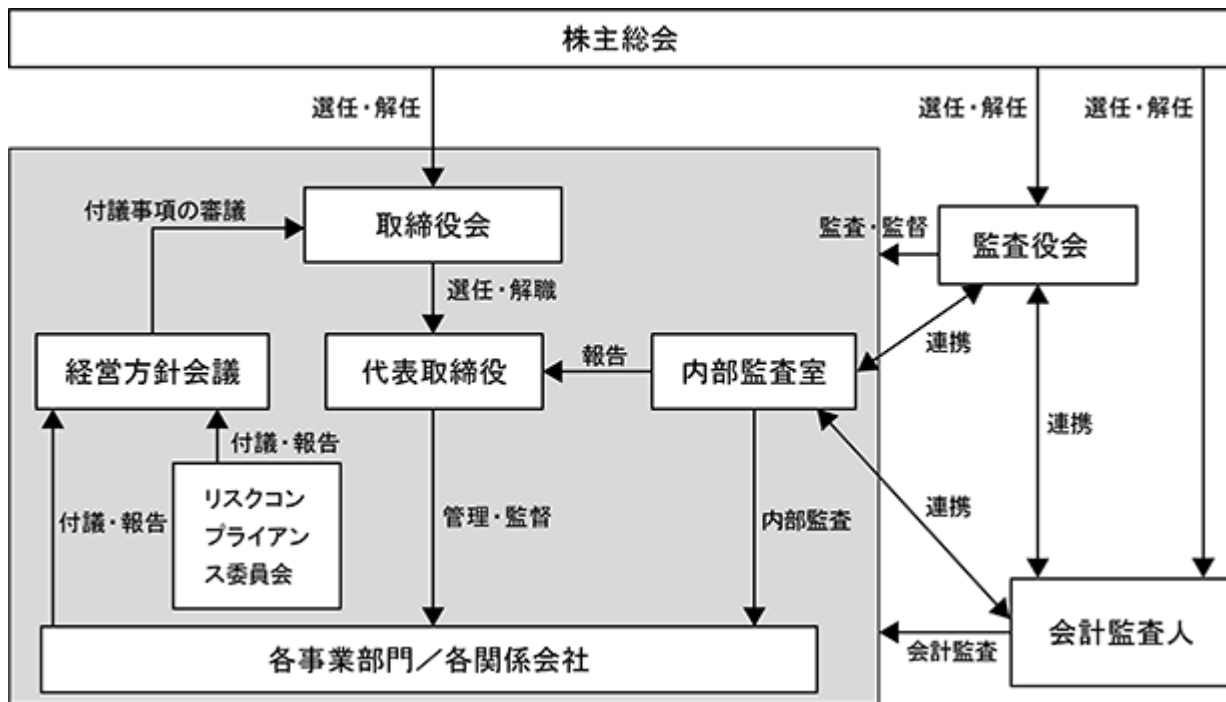 株主総会
選任・解任
選任・解任
選任・解任
付議事項の審議
取締役会
監査・監督
監査役会
選任・解職
経営方針会議
代表取締役
報告
内部監査室
連携
付議・報告
連携
リスクコン
プライアン
ス委員会
付議・報告
管理・監督
内部監査
連携
各事業部門／各関係会社
会計監査
会計監査人